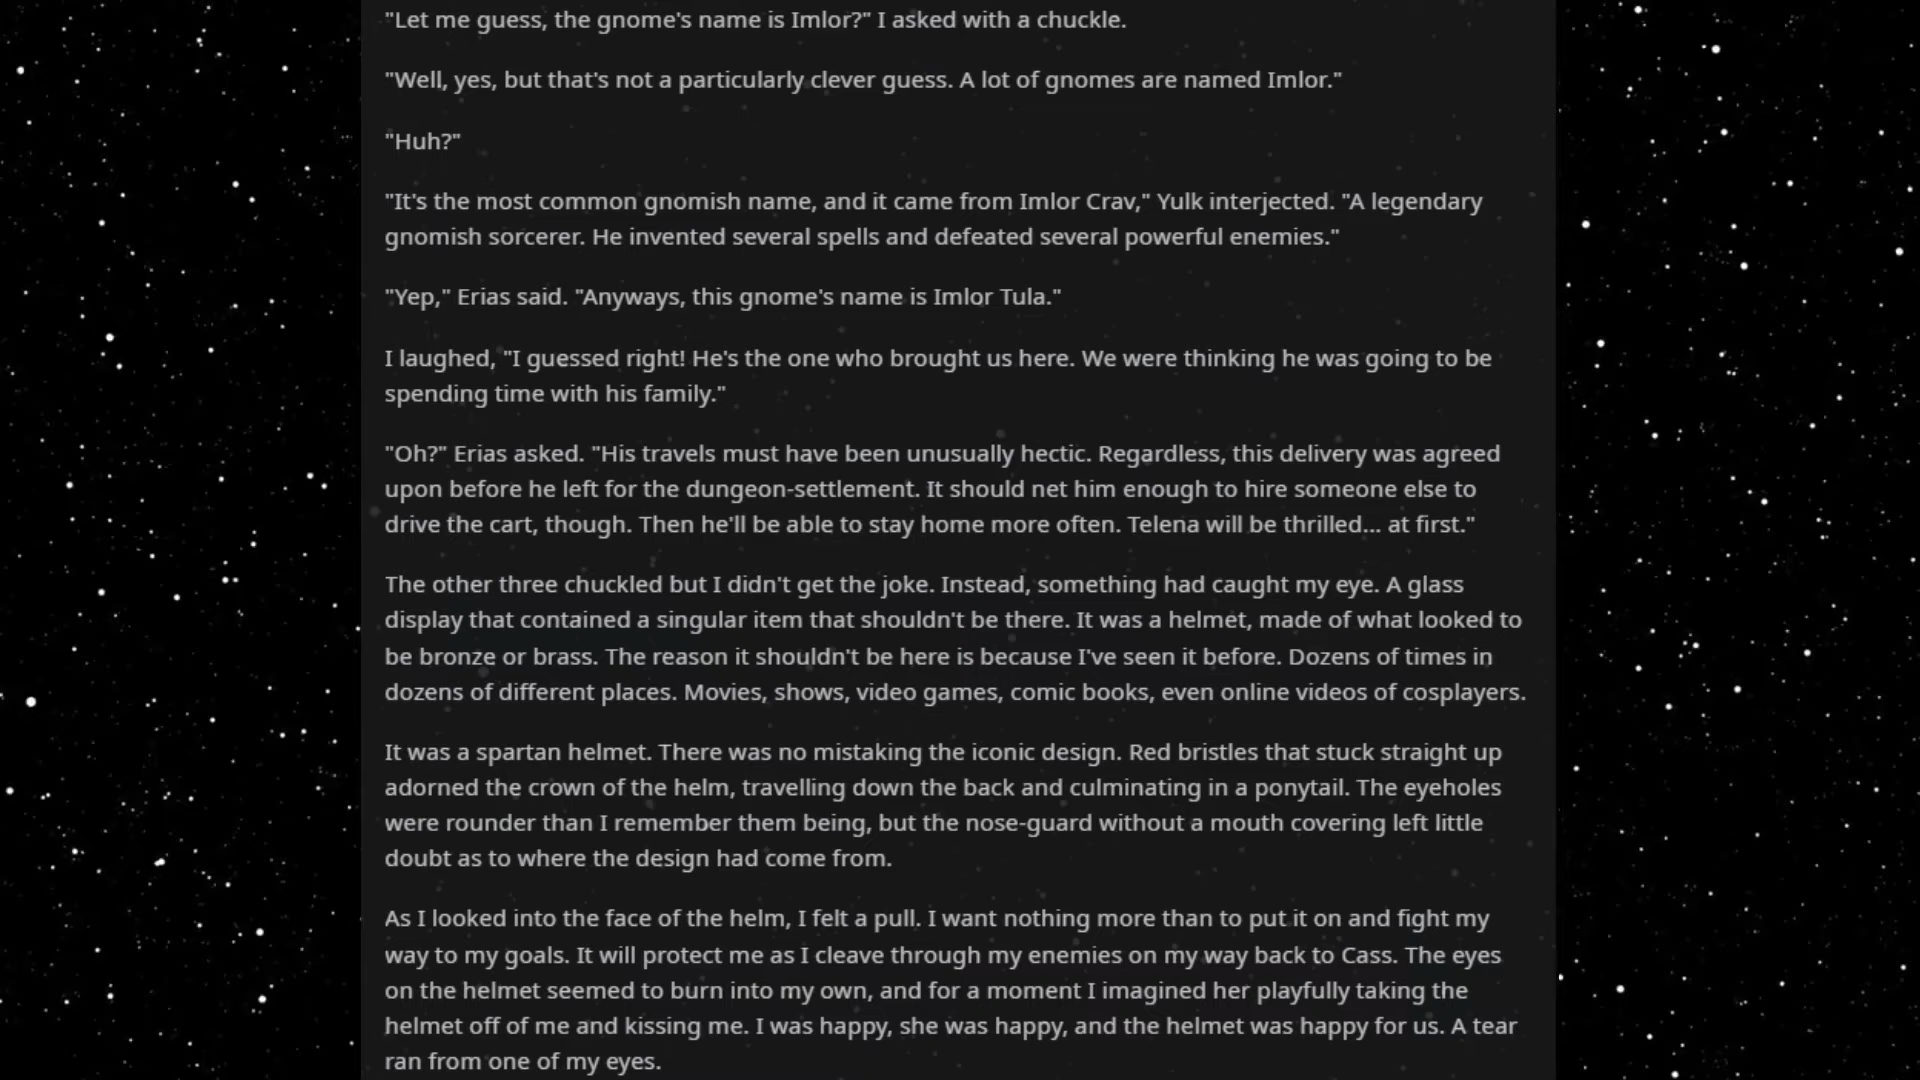 "Let me guess, the gnome's name is Imlor?" I asked with a chuckle.
"Well, yes, but that's not a particularly clever guess. A lot of gnomes are named Imlor."
"Huh?"
"It's the most common gnomish name, and it came from Imlor Crav," Yulk interjected. "A legendary
gnomish sorcerer. He invented several spells and defeated several powerful enemies."
"Yep," Erias said. "Anyways, this gnome's name is Imlor Tula."
I laughed, "I guessed right! He's the one who brought us here. We were thinking he was going to be
spending time with his family."
"Oh?" Erias asked. "His travels must have been unusually hectic. Regardless, this delivery was agreed
upon before he left for the dungeon-settlement. It should net him enough to hire someone else to
drive the cart, though. Then he'll be able to stay home more often. Telena will be thrilled... at first."
The other three chuckled but I didn't get the joke. Instead, something had caught my eye. A glass
display that contained a singular item that shouldn't be there. It was a helmet, made of what looked to
be bronze or brass. The reason it shouldn't be here is because I've seen it before. Dozens of times in
dozens of different places. Movies, shows, video games, comic books, even online videos of cosplayers.
It was a spartan helmet. There was no mistaking the iconic design. Red bristles that stuck straight up
adorned the crown of the helm, travelling down the back and culminating in a ponytail. The eyeholes
were rounder than I remember them being, but the nose-guard without a mouth covering left little
doubt as to where the design had come from.
As I looked into the face of the helm, I felt a pull. I want nothing more than to put it on and fight my
way to my goals. It will protect me as I cleave through my enemies on my way back to Cass. The eyes
on the helmet seemed to burn into my own, and for a moment I imagined her playfully taking the
helmet off of me and kissing me. I was happy, she was happy, and the helmet was happy for us. A tear
ran from one of my eyes.